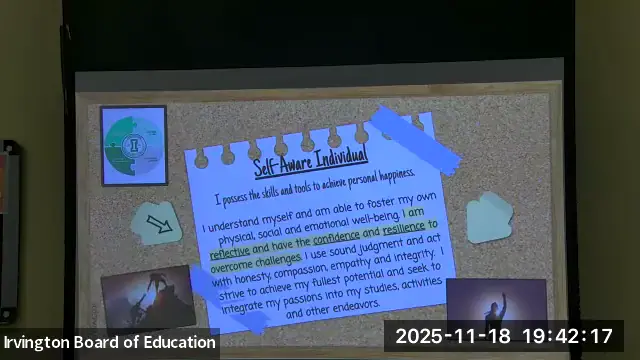 Self Aware Individual
I possess the skills and tools to achieve personal happiness.
I understand myself and am able to foster my own
physical, social and emotional well-being. I am
reflective and have the confidence and resilience to
overcome challenges. I use sound judgment and act
with honesty, compassion, empathy and integrity. I
strive to achieve my fullest potential and seek to
integrate my passions into my studies, activities
and other endeavors.
Irvington Board of Education
2025-11-18 19:42:17